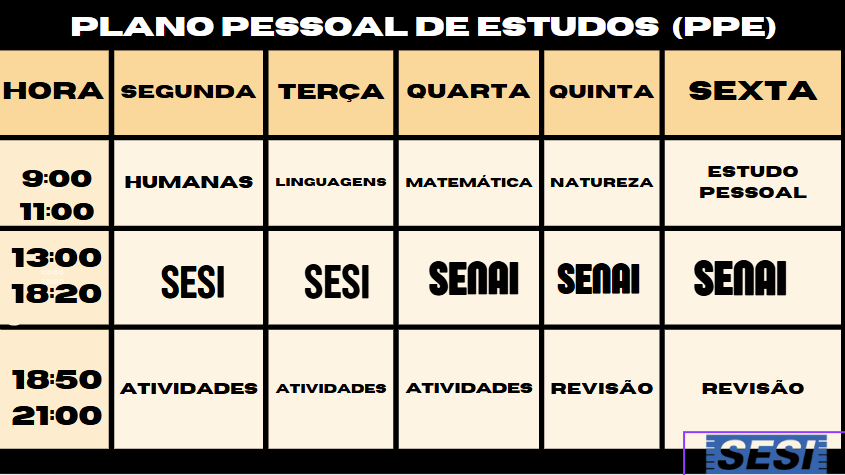 PLANO PESSOAL DE ESTUDOS (PPE)
HORA SEGUNDA TERÇA QUARTA QUINTA SEXTA
9:00
11:00
HUMANAS LINGUAGENS MATEMÁTICA NATUREZA
ESTUDO
PESSOAL
13:00
18:20
SESI SESI SENAI SENAI SENAI
18:50
21:00
ATIVIDADES ATIVIDADES ATIVIDADES REVISÃO REVISÃO
SESI